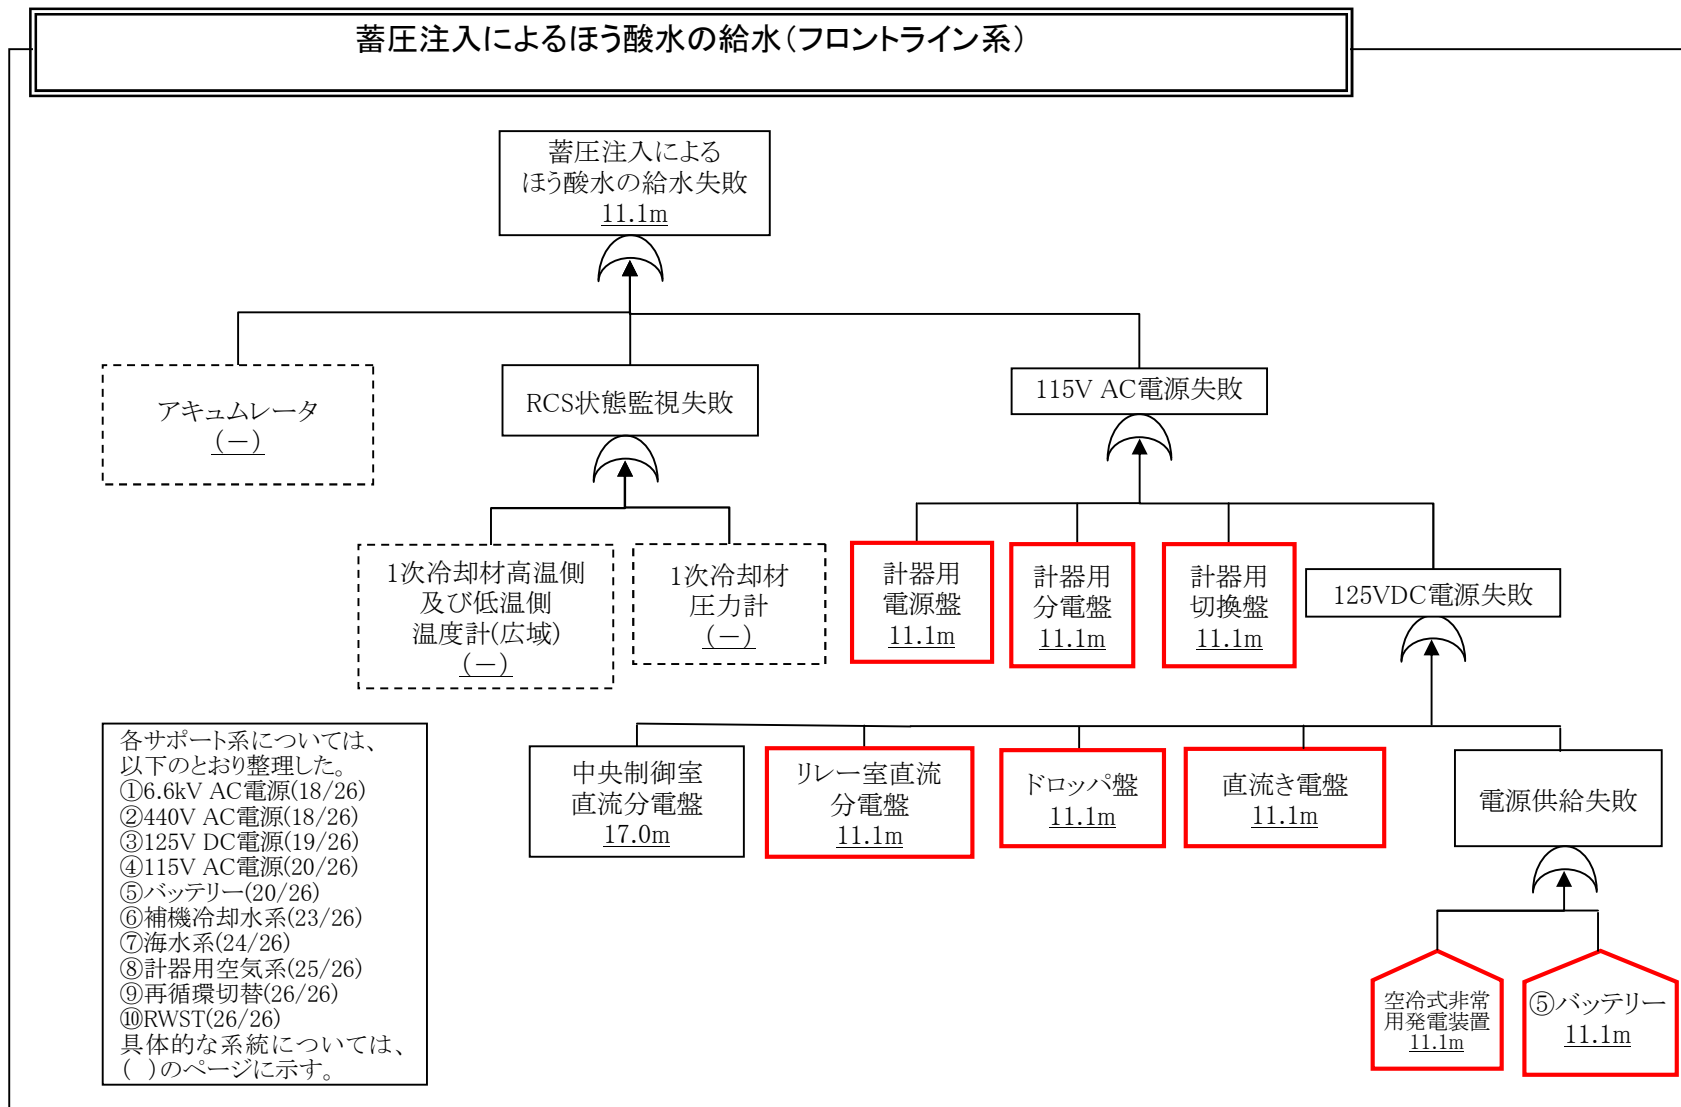 蓄圧注入によるほう酸水の給水(フロントライン系)
蓄圧注入による
ほう酸水の給水失敗
11.1m
アキュムレータ
(－)
RCS状態監視失敗
115V AC電源失敗
1次冷却材高温側
及び低温側
温度計(広域)
(－)
1次冷却材
圧力計
(－)
計器用
電源盤
11.1m
計器用
分電盤
11.1m
計器用
切換盤
11.1m
125VDC電源失敗
中央制御室
直流分電盤
17.0m
リレー室直流
分電盤
11.1m
ドロッパ盤
11.1m
直流き電盤
11.1m
電源供給失敗
空冷式非常
用発電装置
11.1m
⑤バッテリー
11.1m
各サポート系については、
以下のとおり整理した。
①6.6kV AC電源(18/26)
②440V AC電源(18/26)
③125V DC電源(19/26)
④115V AC電源(20/26)
⑤バッテリー(20/26)
⑥補機冷却水系(23/26)
⑦海水系(24/26)
⑧計器用空気系(25/26)
⑨再循環切替(26/26)
⑩RWST(26/26)
具体的な系統については、
( )のページに示す。